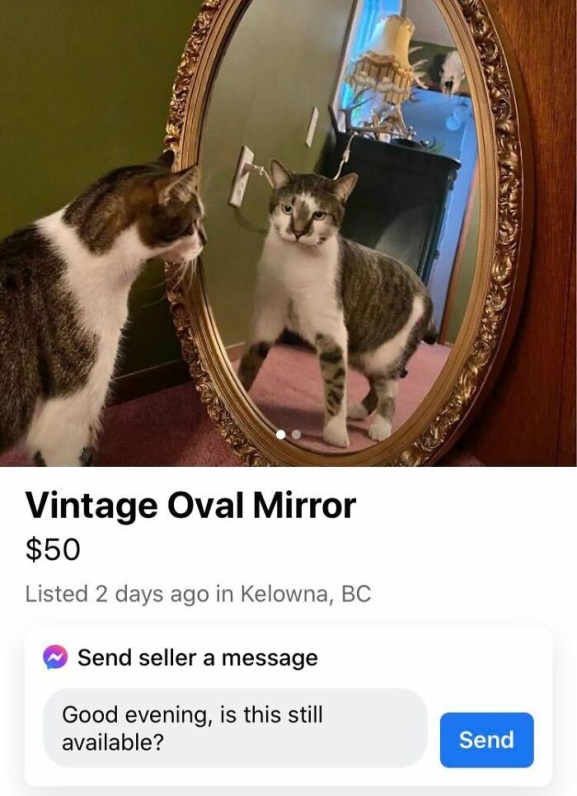 Vintage Oval Mirror
$50
Listed 2 days ago in Kelowna, BC
Send seller a message
Good evening, is this still
available?
Send